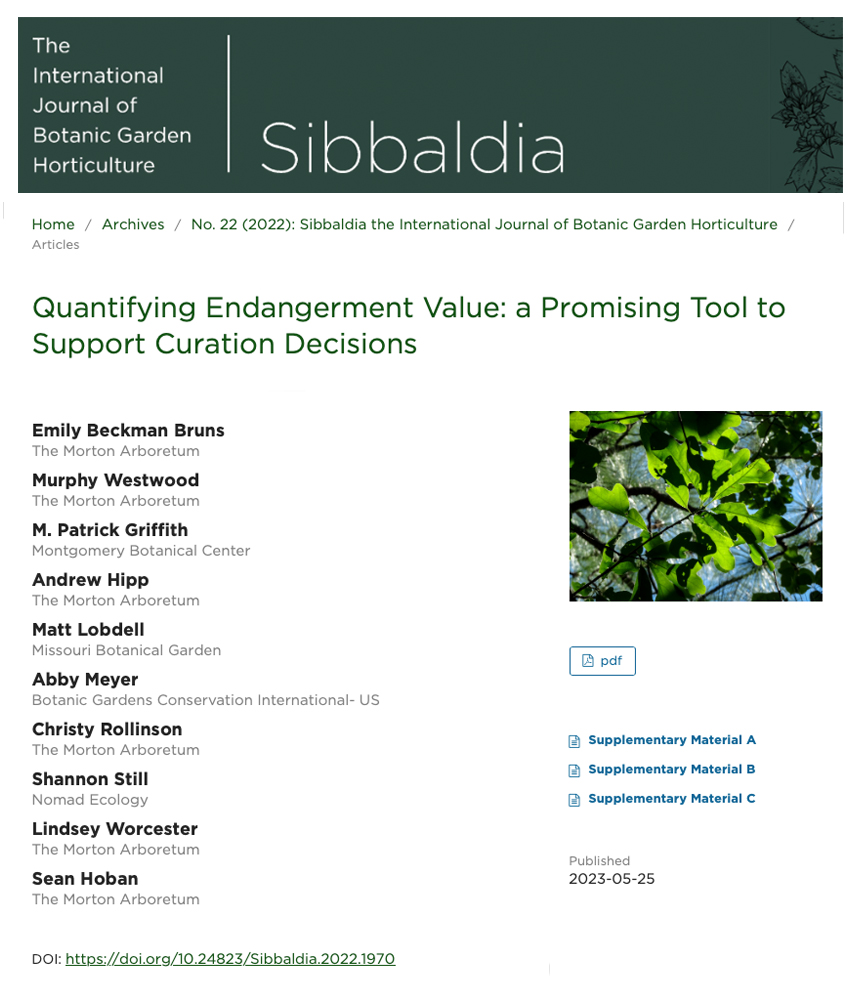 The
International
Journal of
Botanic Garden
Horticulture
Sibbaldia
Home / Archives / No. 22 (2022): Sibbaldia the International Journal of Botanic Garden Horticulture /
Articles
Quantifying Endangerment Value: a Promising Tool to
Support Curation Decisions
Emily Beckman Bruns
The Morton Arboretum
Murphy Westwood
The Morton Arboretum
M. Patrick Griffith
Montgomery Botanical Center
Andrew Hipp
The Morton Arboretum
Matt Lobdell
Missouri Botanical Garden
Abby Meyer
Botanic Gardens Conservation International- US
Christy Rollinson
The Morton Arboretum
Shannon Still
Nomad Ecology
Lindsey Worcester
The Morton Arboretum
Sean Hoban
The Morton Arboretum
DOI: https://doi.org/10.24823/Sibbaldia.2022.1970
pdf
Supplementary Material A
Supplementary Material B
Supplementary Material C
Published
2023-05-25